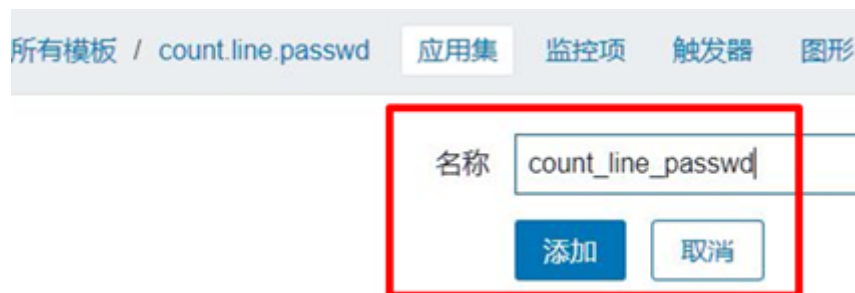 所有模板 / count.line.passwd 应用集 监控项 触发器 图形
名称 count_line_passwd
添加 取消